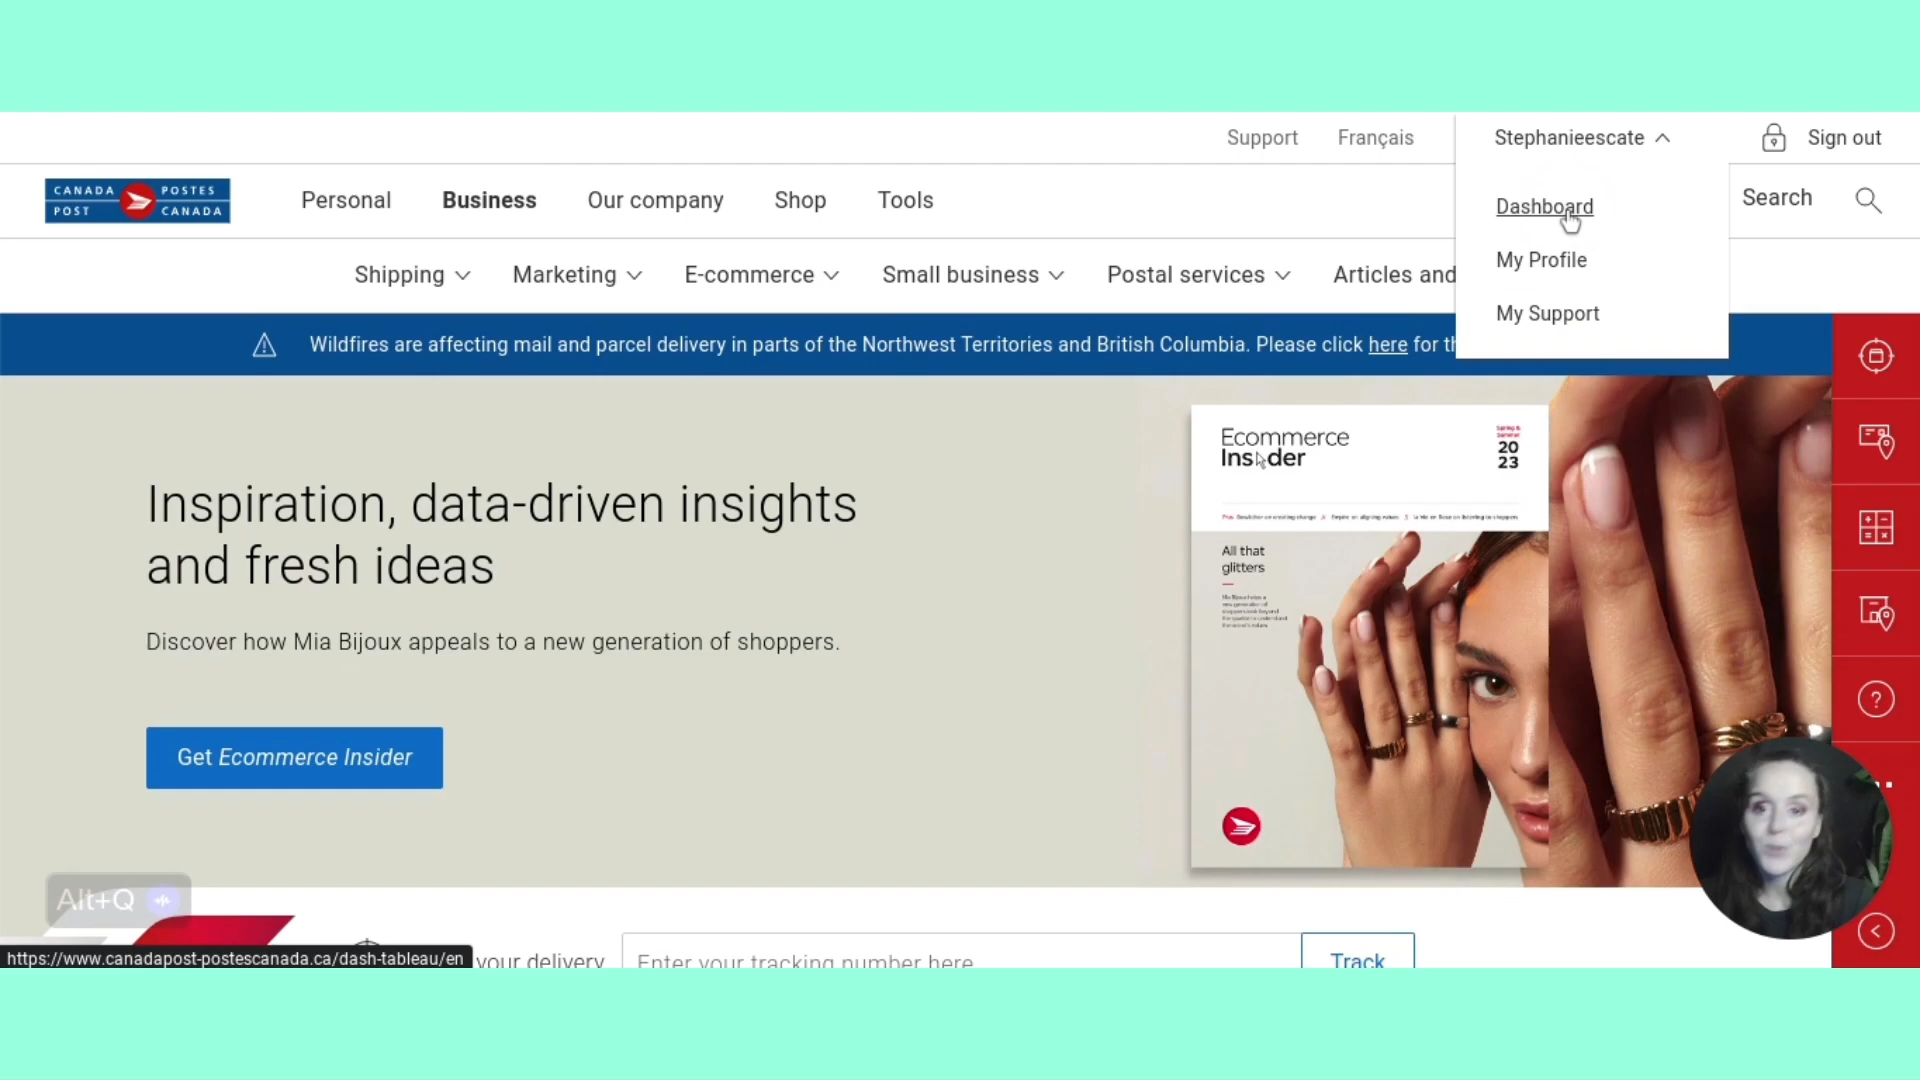 Support
Français
Stephanieescate
Sign out
CANADA POST
POSTES CANADA
Personal
Business
Our company
Shop
Tools
Dashboard
Search
My Profile
Shipping
Marketing
E-commerce
Small business
Postal services
Articles and
My Support
Wildfires are affecting mail and parcel delivery in parts of the Northwest Territories and British Columbia. Please click here for th
Ecommerce
Insider
Spring &
Summer
20
23
Inspiration, data-driven insights
and fresh ideas
All that
glitters
Discover how Mia Bijoux appeals to a new generation of shoppers.
Get Ecommerce Insider
Alt+Q
https://www.canadapost-postescanada.ca/dash-tableau/en
your delivery
Enter your tracking number here
Track